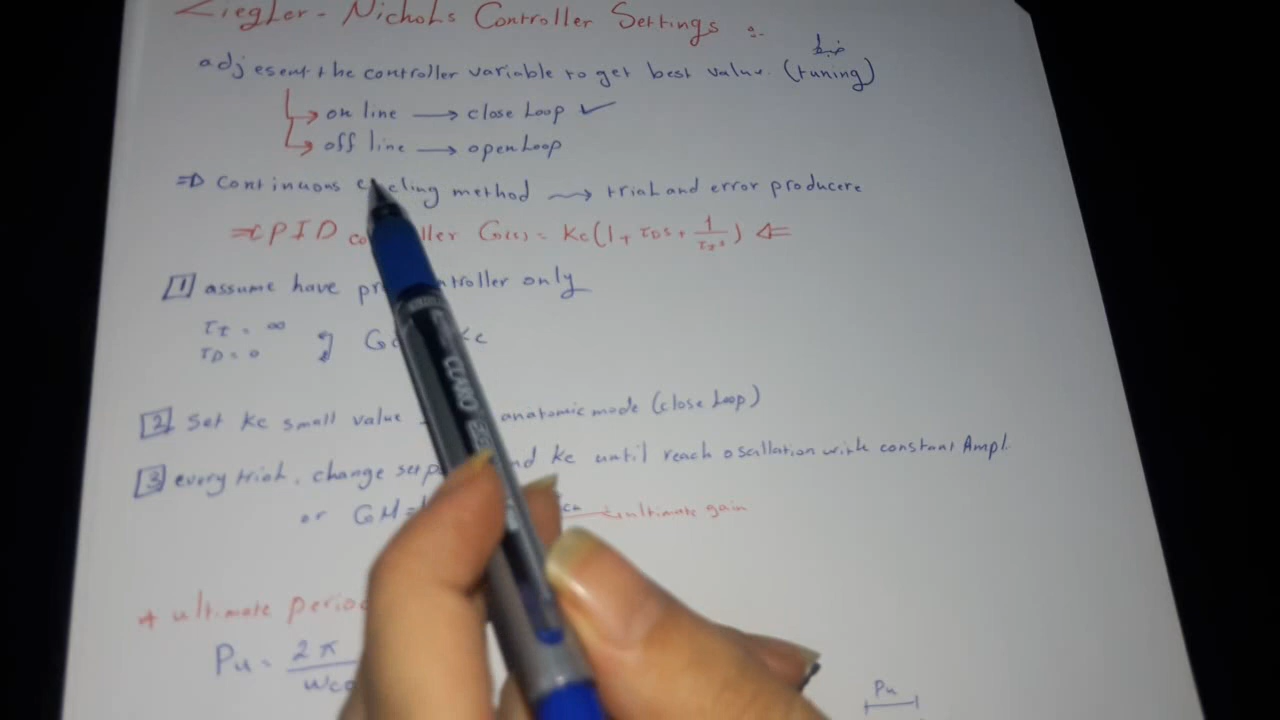 Ziegler-Nichols Controller Settings :-
ضبط
adjesent the controller variable to get best value. (tuning)
on line → close Loop ✓
off line → open Loop
⇒ Continuous cycling method ⟶ trial and error producere
⇒ PID controller G(s) = Kc(1 + τDs + 1/τIs) ⇐
[1] assume have controller only
τI = ∞
τD = 0
[2] Set Kc small value anatomic mode (close Loop)
[3] every trial, change and Kc until reach oscillation with constant Ampl.
or GM = ultimate gain
* ultimate period
Pu = 2π / wco
Pu
CLARO